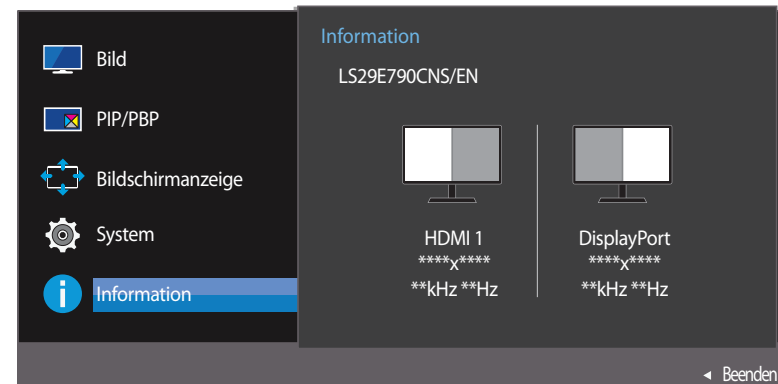 Bild
PIP/PBP
Bildschirmanzeige
System
Information
Information
LS29E790CNS/EN
HDMI 1
****x****
**kHz **Hz
DisplayPort
****x****
**kHz **Hz
◄ Beenden